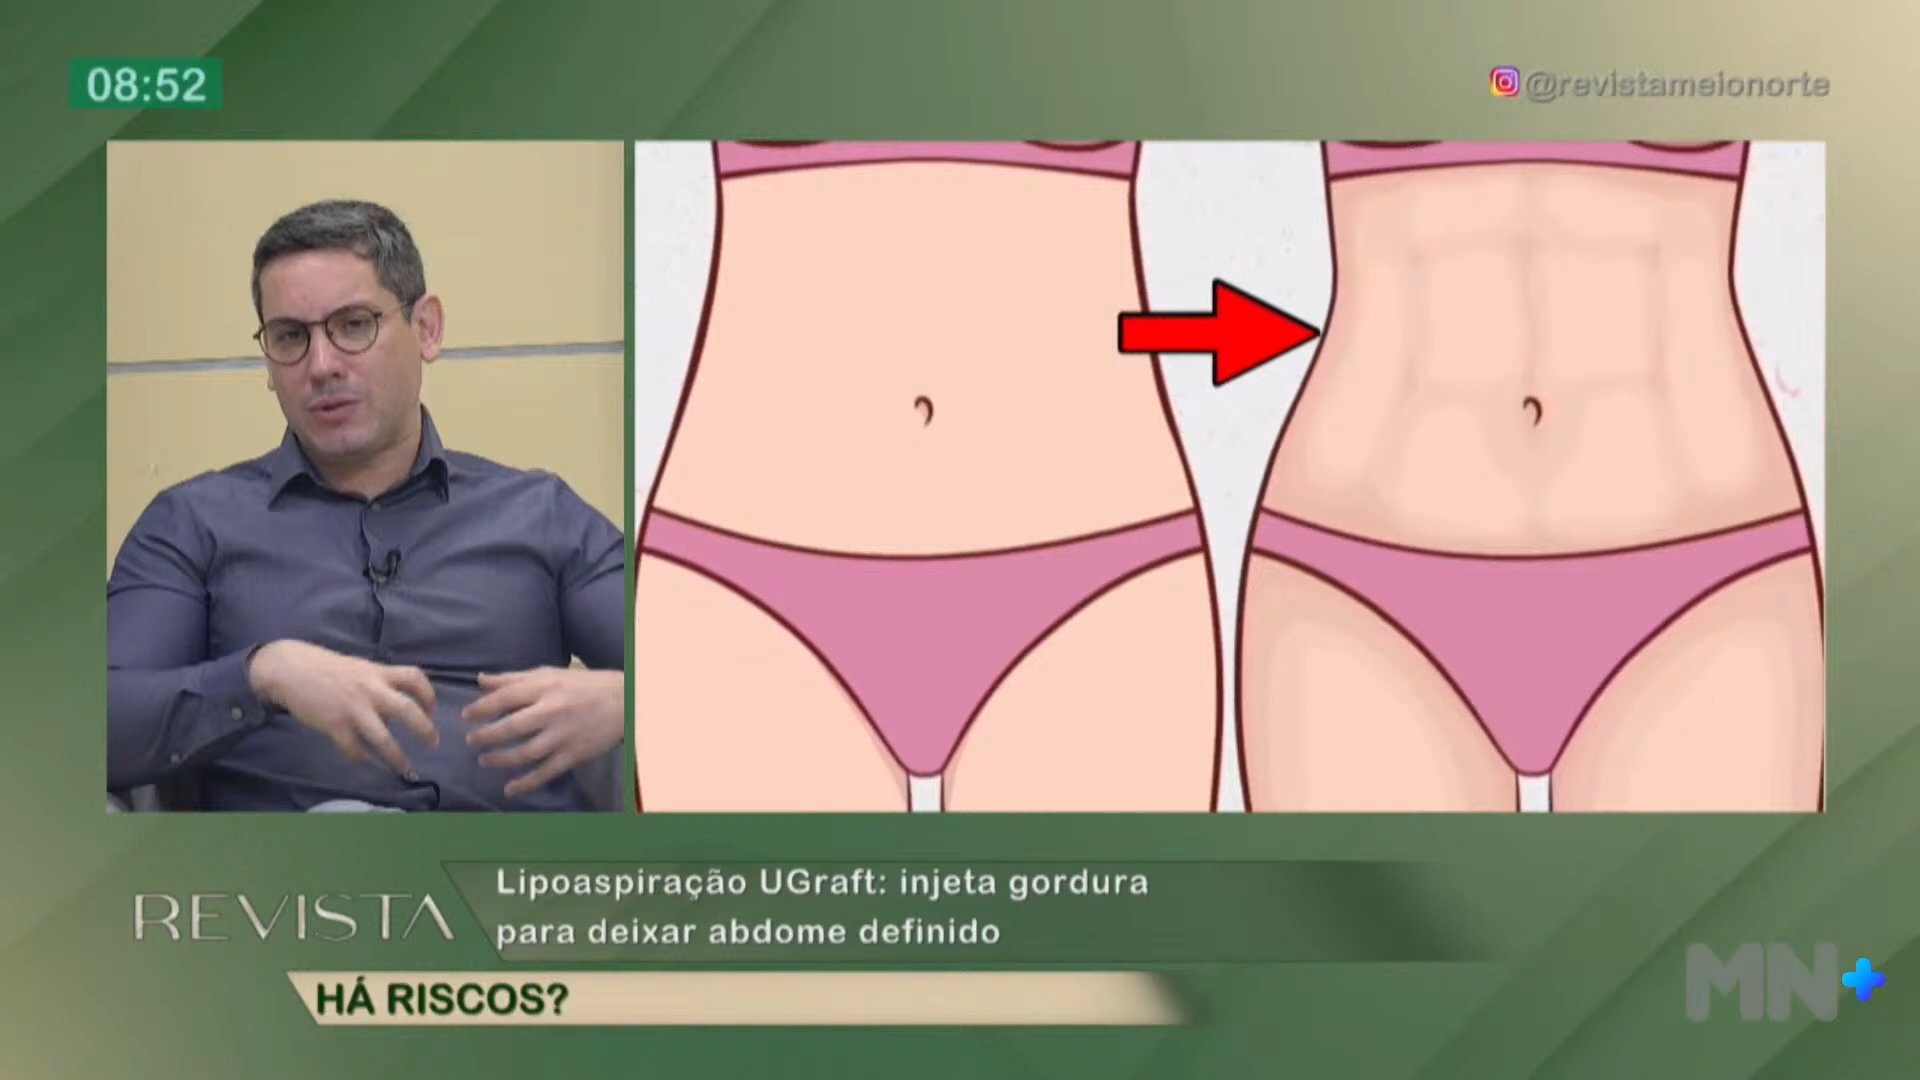 08:52
@revistameionorte
Lipoaspiração UGraft: injeta gordura
para deixar abdome definido
REVISTA
HÁ RISCOS?
MN+